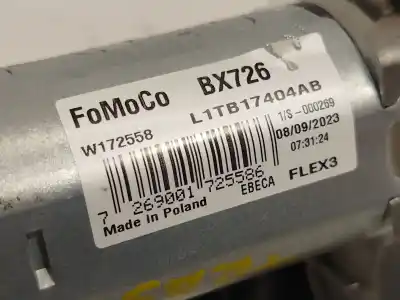 FoMoCo BX726
W172558 L1TB17404AB
1/S-000269
08/09/2023
07:31:24
7 269001 725586
EBECA FLEX3
Made in Poland